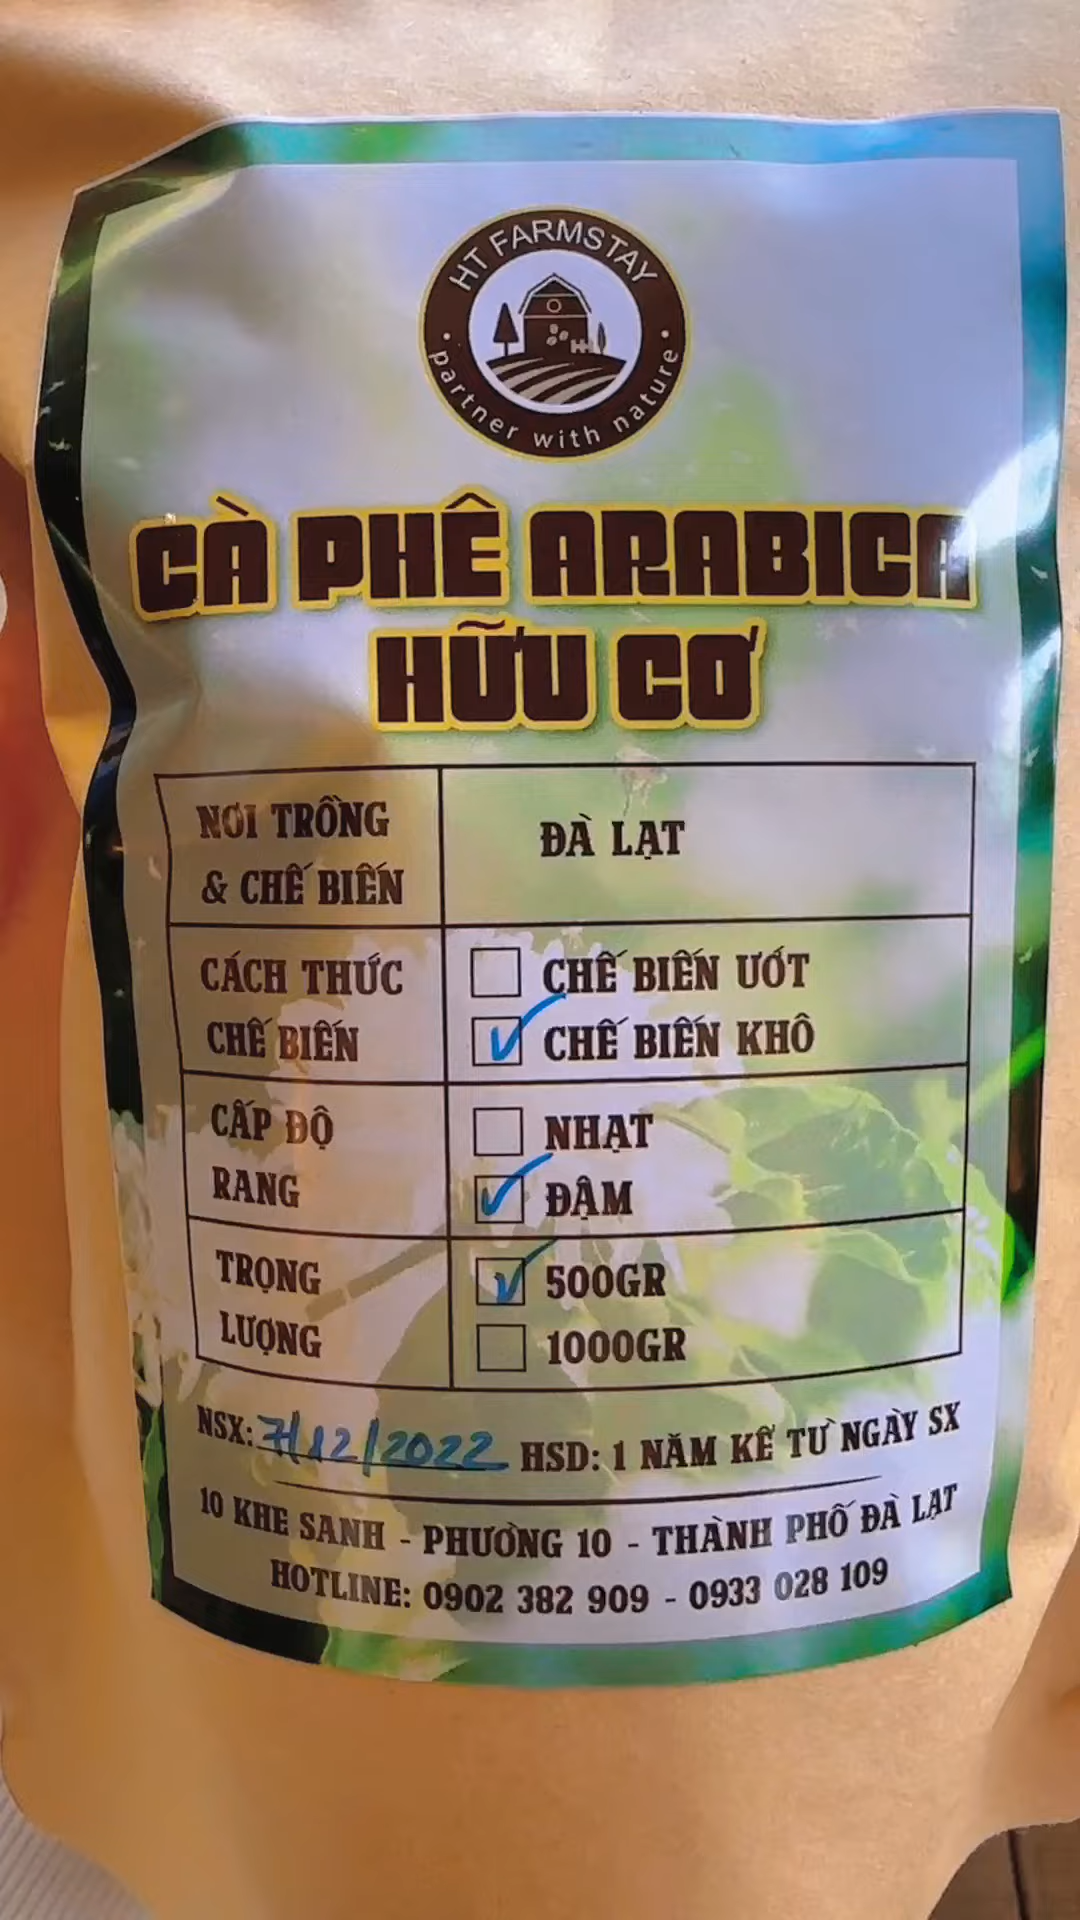 HT FARMSTAY
· partner with nature ·
CÀ PHÊ ARABICA
HỮU CƠ
NƠI TRỒNG
& CHẾ BIẾN
ĐÀ LẠT
CÁCH THỨC
CHẾ BIẾN
CHẾ BIẾN ƯỚT
CHẾ BIẾN KHÔ
CẤP ĐỘ
RANG
NHẠT
ĐẬM
TRỌNG
LƯỢNG
500GR
1000GR
NSX: 7/12/2022 HSD: 1 NĂM KỂ TỪ NGÀY SX
10 KHE SANH - PHƯỜNG 10 - THÀNH PHỐ ĐÀ LẠT
HOTLINE: 0902 382 909 - 0933 028 109